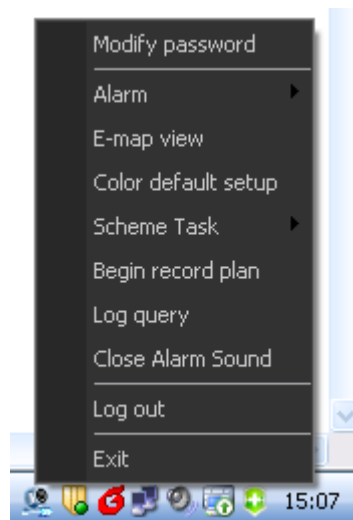 Modify password
Alarm
E-map view
Color default setup
Scheme Task
Begin record plan
Log query
Close Alarm Sound
Log out
Exit
15:07